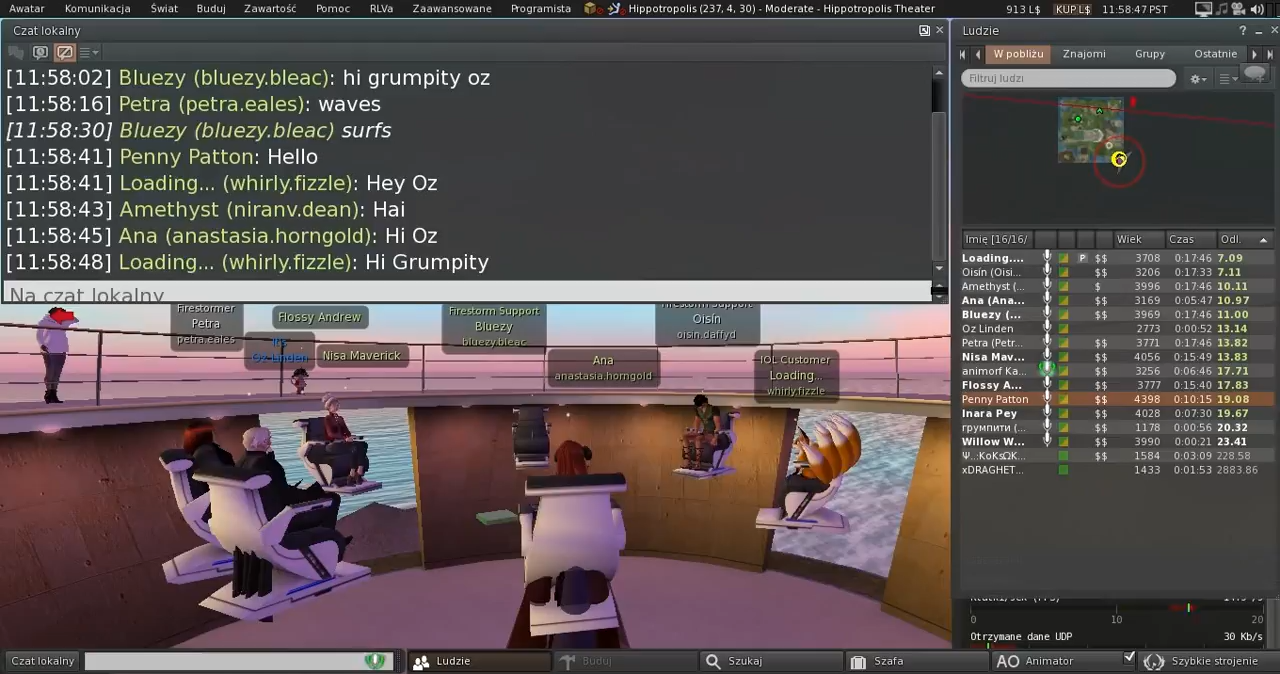 Awatar Komunikacja Świat Buduj Zawartość Pomoc RLVa Zaawansowane Programista Hippotropolis (237, 4, 30) - Moderate - Hippotropolis Theater 913 L$ KUP L$ 11:58:47 PST
Czat lokalny
[11:58:02] Bluezy (bluezy.bleac): hi grumpity oz
[11:58:16] Petra (petra.eales): waves
[11:58:30] Bluezy (bluezy.bleac) surfs
[11:58:41] Penny Patton: Hello
[11:58:41] Loading... (whirly.fizzle): Hey Oz
[11:58:43] Amethyst (niranv.dean): Hai
[11:58:45] Ana (anastasia.horngold): Hi Oz
[11:58:48] Loading... (whirly.fizzle): Hi Grumpity
Na czat lokalny
Firestormer
Petra
petra.eales
Flossy Andrew
Oz Linden
Nisa Maverick
Firestorm Support
Bluezy
bluezy.bleac
Firestorm Support
Oisín
oisin.daffyd
Ana
anastasia.horngold
IOL Customer
Loading...
whirly.fizzle
Ludzie
? _ ×
W pobliżu Znajomi Grupy Ostatnie
Filtruj ludzi
Imię [16/16/ Wiek Czas Odl.
Loading.... P $$ 3708 0:17:46 7.09
Oisín (Oisi... $$ 3206 0:17:33 7.11
Amethyst (... $ 3996 0:17:46 10.11
Ana (Ana... $$ 3169 0:05:47 10.97
Bluezy (... $$ 3969 0:17:46 11.00
Oz Linden 2773 0:00:52 13.14
Petra (Petr... $$ 3771 0:17:46 13.82
Nisa Mav... $$ 4056 0:15:49 13.83
animorf Ka... $$ 3256 0:06:46 17.71
Flossy A... $$ 3777 0:15:40 17.83
Penny Patton $$ 4398 0:10:15 19.08
Inara Pey $$ 4028 0:07:30 19.67
грумпити (... $$ 1178 0:00:56 20.32
Willow W... $$ 3990 0:00:21 23.41
$$ 1584 0:03:09 228.58
xDRAGHET... 1433 0:01:53 2883.86
0 10 20
Otrzymane dane UDP 30 Kb/s
Czat lokalny Ludzie Buduj Szukaj Szafa AO Animator Szybkie strojenie